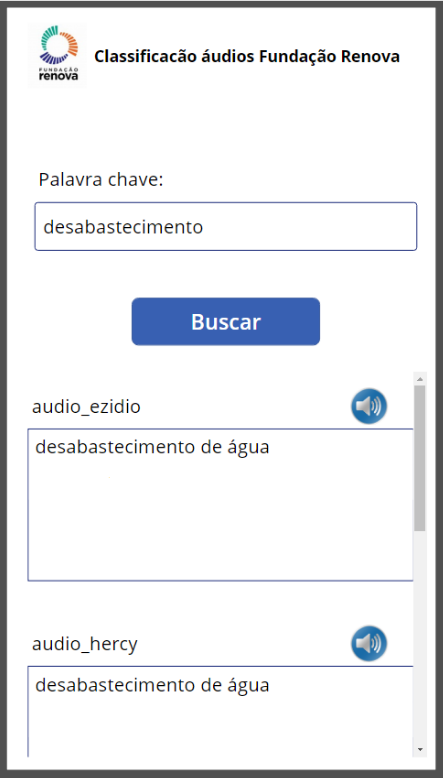 FUNDAÇÃO
renova
Classificacão áudios Fundação Renova
Palavra chave:
desabastecimento
Buscar
audio_ezidio
desabastecimento de água
audio_hercy
desabastecimento de água